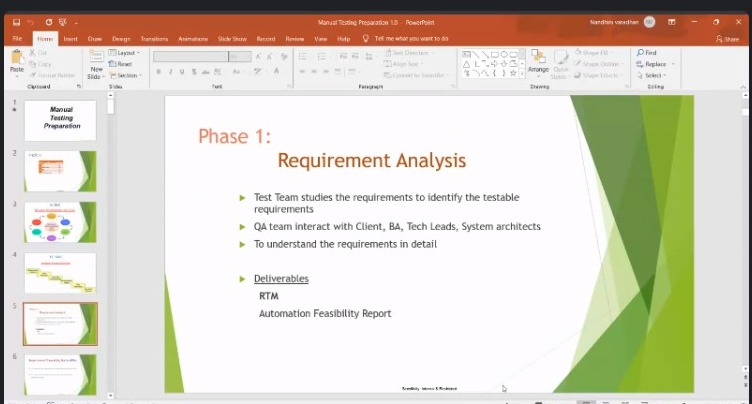 Manual Testing Preparation 1.0 - PowerPoint
Nandhini varadhan
File Home Insert Draw Design Transitions Animations Slide Show Record Review View Help Tell me what you want to do
Share
Paste
Cut
Copy
Format Painter
Clipboard
New
Slide
Layout
Reset
Section
Slides
Font
Text Direction
Align Text
Convert to SmartArt
Paragraph
Arrange
Quick
Styles
Shape Fill
Shape Outline
Shape Effects
Drawing
Find
Replace
Select
Editing
1
Manual
Testing
Preparation
2
3
4
5
6
Phase 1:
Requirement Analysis
Test Team studies the requirements to identify the testable
requirements
QA team interact with Client, BA, Tech Leads, System architects
To understand the requirements in detail
Deliverables
RTM
Automation Feasibility Report
Sensitivity: Internal & Restricted